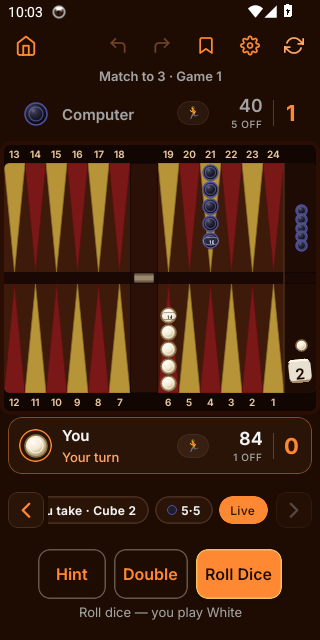 10:03
Match to 3 · Game 1
Computer
40
5 OFF
1
13 14 15 16 17 18 19 20 21 22 23 24
10
14
2
12 11 10 9 8 7 6 5 4 3 2 1
You
Your turn
84
1 OFF
0
u take · Cube 2
5·5
Live
Hint
Double
Roll Dice
Roll dice — you play White